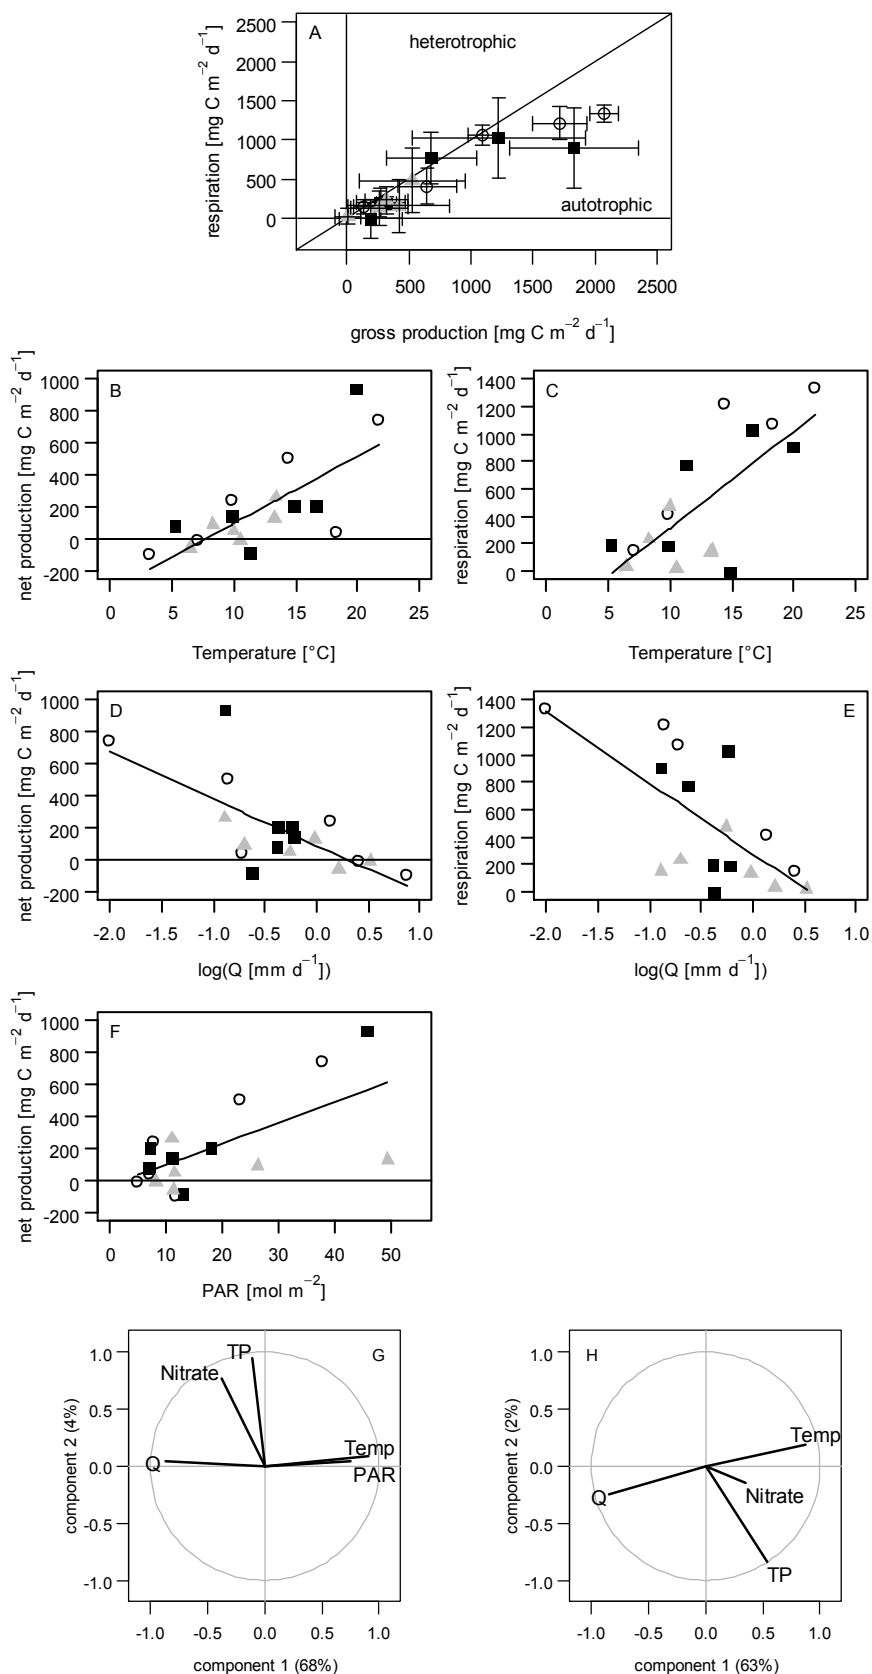 A
heterotrophic
autotrophic
respiration [mg C m⁻² d⁻¹]
2500
2000
1500
1000
500
0
0 500 1000 1500 2000 2500
gross production [mg C m⁻² d⁻¹]
B
net production [mg C m⁻² d⁻¹]
1000
800
600
400
200
0
-200
0 5 10 15 20 25
Temperature [°C]
C
respiration [mg C m⁻² d⁻¹]
1400
1200
1000
800
600
400
200
0
0 5 10 15 20 25
Temperature [°C]
D
net production [mg C m⁻² d⁻¹]
1000
800
600
400
200
0
-200
-2.0 -1.5 -1.0 -0.5 0.0 0.5 1.0
log(Q [mm d⁻¹])
E
respiration [mg C m⁻² d⁻¹]
1400
1200
1000
800
600
400
200
0
-2.0 -1.5 -1.0 -0.5 0.0 0.5 1.0
log(Q [mm d⁻¹])
F
net production [mg C m⁻² d⁻¹]
1000
800
600
400
200
0
-200
0 10 20 30 40 50
PAR [mol m⁻²]
G
component 2 (4%)
1.0
0.5
0.0
-0.5
-1.0
TP
Nitrate
Q
Temp
PAR
-1.0 -0.5 0.0 0.5 1.0
component 1 (68%)
H
component 2 (2%)
1.0
0.5
0.0
-0.5
-1.0
Temp
Q
Nitrate
TP
-1.0 -0.5 0.0 0.5 1.0
component 1 (63%)